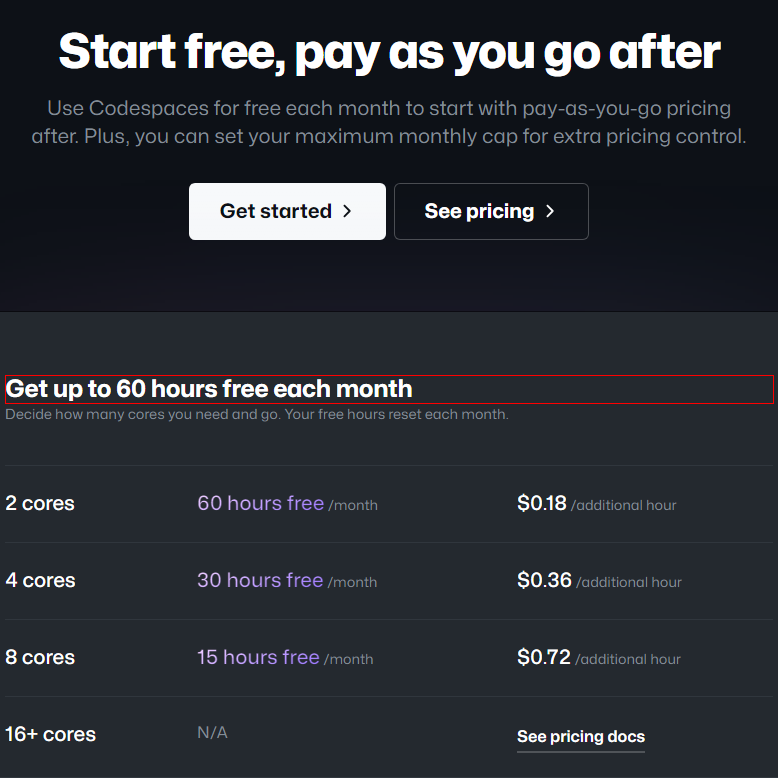 Start free, pay as you go after
Use Codespaces for free each month to start with pay-as-you-go pricing
after. Plus, you can set your maximum monthly cap for extra pricing control.
Get started
See pricing
Get up to 60 hours free each month
Decide how many cores you need and go. Your free hours reset each month.
2 cores 60 hours free /month $0.18 /additional hour
4 cores 30 hours free /month $0.36 /additional hour
8 cores 15 hours free /month $0.72 /additional hour
16+ cores N/A See pricing docs